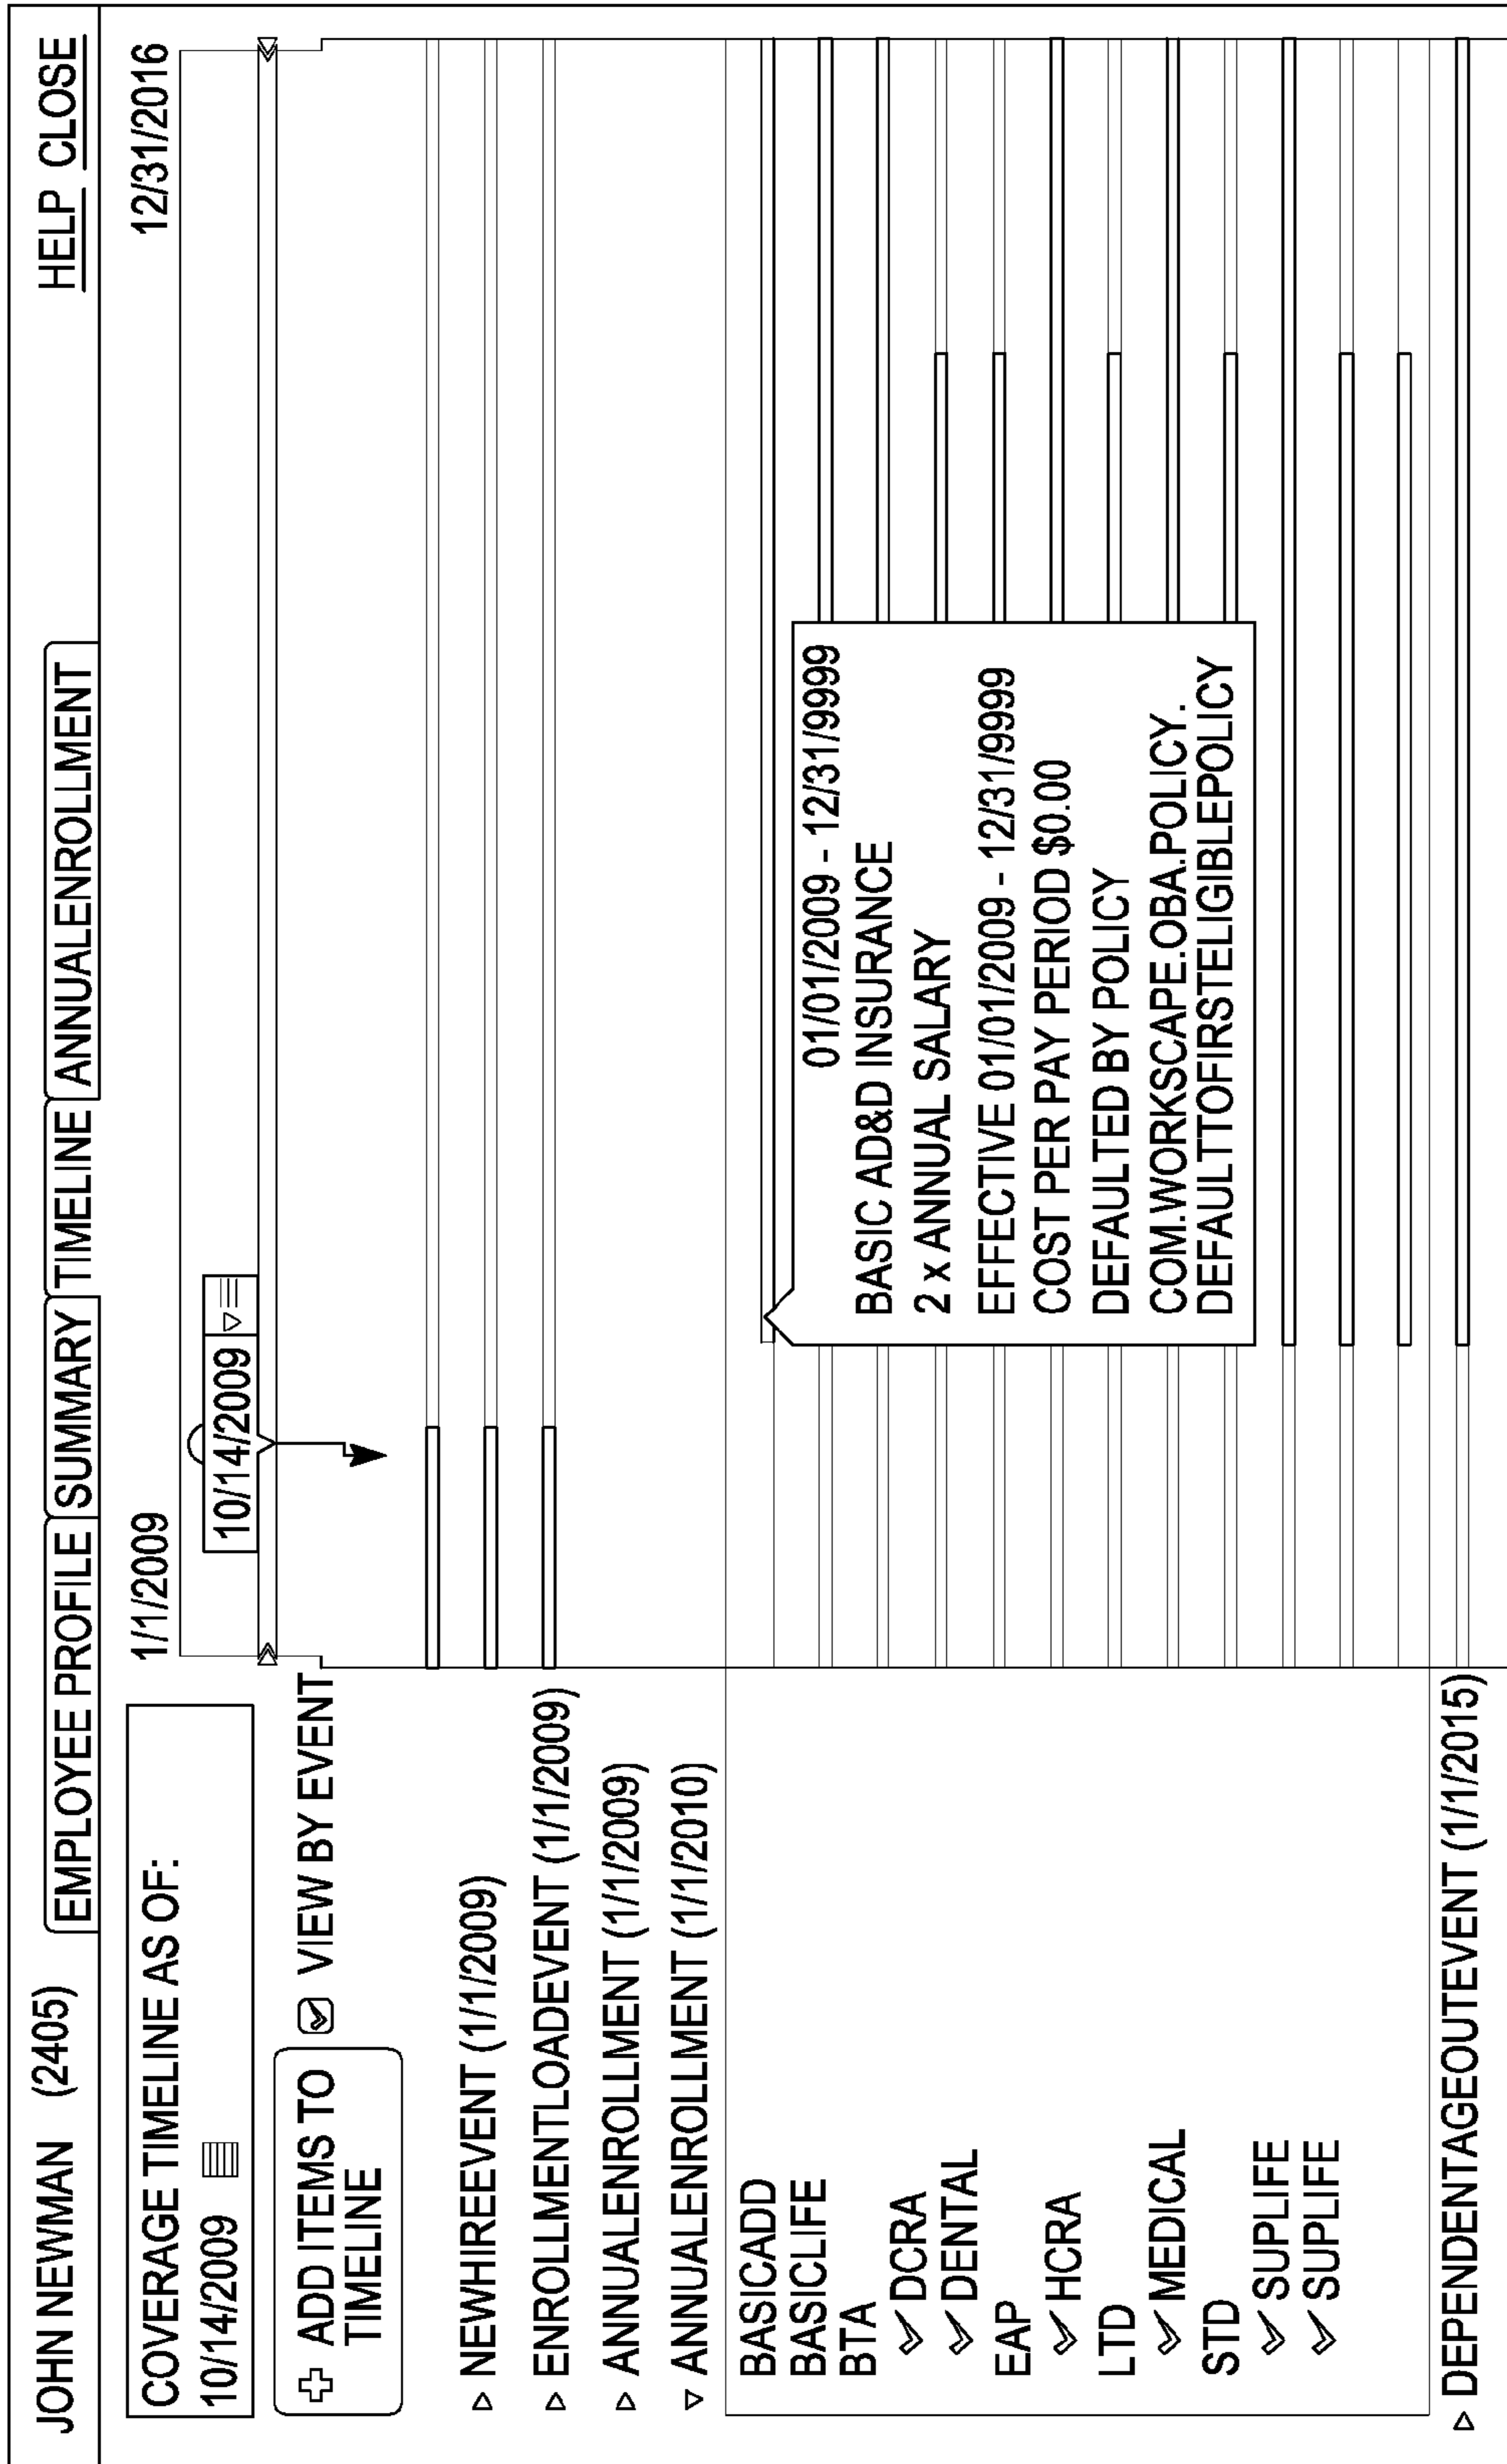 JOHN NEWMAN (2405) EMPLOYEE PROFILE SUMMARY TIMELINE ANNUALENROLLMENT HELP CLOSE
COVERAGE TIMELINE AS OF:
10/14/2009
1/1/2009 12/31/2016
10/14/2009
ADD ITEMS TO
TIMELINE
VIEW BY EVENT
NEWHIREEVENT (1/1/2009)
ENROLLMENTLOADEVENT (1/1/2009)
ANNUALENROLLMENT (1/1/2009)
ANNUALENROLLMENT (1/1/2010)
BASICADD
BASICLIFE
BTA
DCRA
DENTAL
EAP
HCRA
LTD
MEDICAL
STD
SUPLIFE
SUPLIFE
DEPENDENTAGEOUTEVENT (1/1/2015)
01/01/2009 - 12/31/9999
BASIC AD&D INSURANCE
2 x ANNUAL SALARY
EFFECTIVE 01/01/2009 - 12/31/9999
COST PER PAY PERIOD $0.00
DEFAULTED BY POLICY
COM.WORKSCAPE.OBA.POLICY.
DEFAULTTOFIRSTELIGIBLEPOLICY